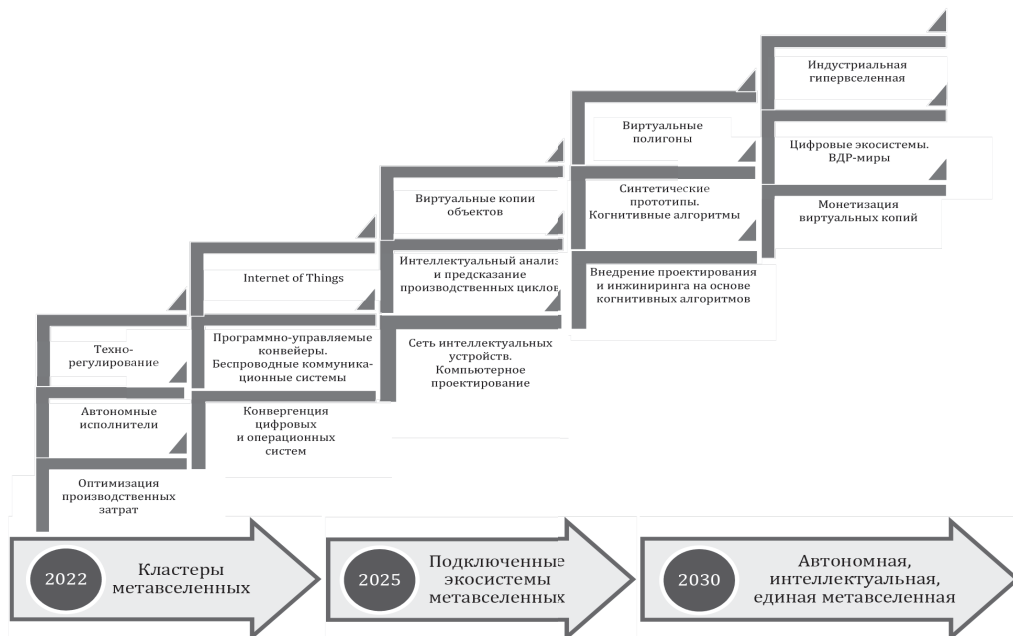 Индустриальная
гипервселенная
Цифровые экосистемы.
ВДР-миры
Монетизация
виртуальных копий
Виртуальные
полигоны
Синтетические
прототипы.
Когнитивные алгоритмы
Внедрение проектирования
и инжиниринга на основе
когнитивных алгоритмов
Виртуальные копии
объектов
Интеллектуальный анализ
и предсказание
производственных циклов
Сеть интеллектуальных
устройств.
Компьютерное
проектирование
Internet of Things
Программно-управляемые
конвейеры.
Беспроводные коммуника-
ционные системы
Конвергенция
цифровых
и операционных
систем
Техно-
регулирование
Автономные
исполнители
Оптимизация
производственных
затрат
2022
Кластеры
метавселенных
2025
Подключенные
экосистемы
метавселенных
2030
Автономная,
интеллектуальная,
единая метавселенная